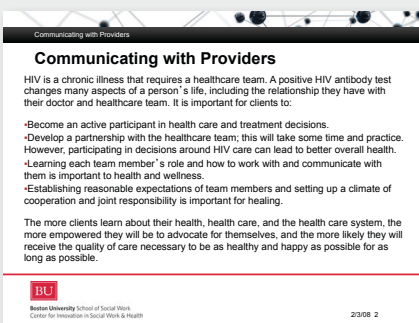 Communicating with Providers
Communicating with Providers
HIV is a chronic illness that requires a healthcare team. A positive HIV antibody test
changes many aspects of a person’s life, including the relationship they have with
their doctor and healthcare team. It is important for clients to:
•Become an active participant in health care and treatment decisions.
•Develop a partnership with the healthcare team; this will take some time and practice.
However, participating in decisions around HIV care can lead to better overall health.
•Learning each team member’s role and how to work with and communicate with
them is important to health and wellness.
•Establishing reasonable expectations of team members and setting up a climate of
cooperation and joint responsibility is important for healing.
The more clients learn about their health, health care, and the health care system, the
more empowered they will be to advocate for themselves, and the more likely they will
receive the quality of care necessary to be as healthy and happy as possible for as
long as possible.
BU
Boston University School of Social Work
Center for Innovation in Social Work & Health
2/3/08 2